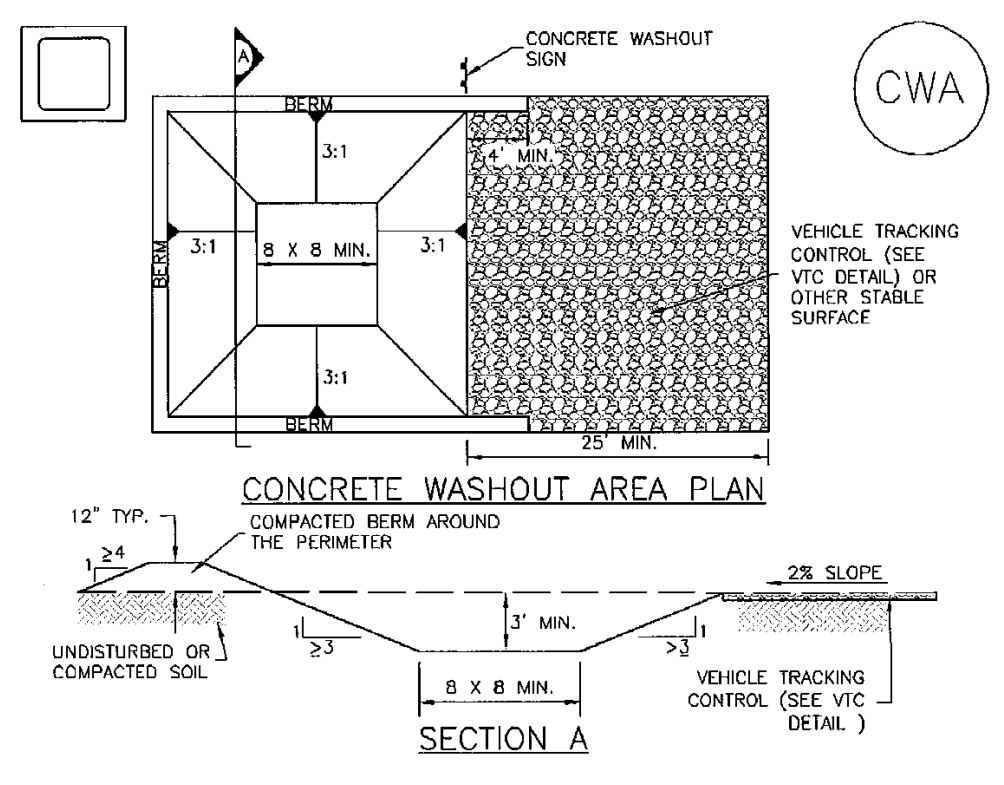 CONCRETE WASHOUT
SIGN
A
CWA
BERM
3:1
4' MIN.
BERM
3:1
8 X 8 MIN.
3:1
VEHICLE TRACKING
CONTROL (SEE
VTC DETAIL) OR
OTHER STABLE
SURFACE
3:1
BERM
25' MIN.
CONCRETE WASHOUT AREA PLAN
12" TYP.
COMPACTED BERM AROUND
THE PERIMETER
1
≥4
2% SLOPE
3' MIN.
1
≥3
1
>3
UNDISTURBED OR
COMPACTED SOIL
8 X 8 MIN.
VEHICLE TRACKING
CONTROL (SEE VTC
DETAIL )
SECTION A